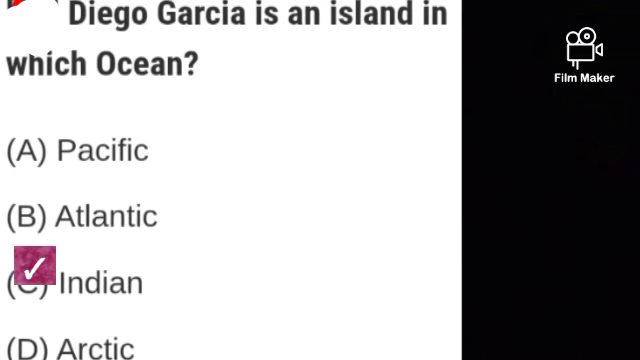 Diego Garcia is an island in
which Ocean?
(A) Pacific
(B) Atlantic
(C) Indian
(D) Arctic
Film Maker